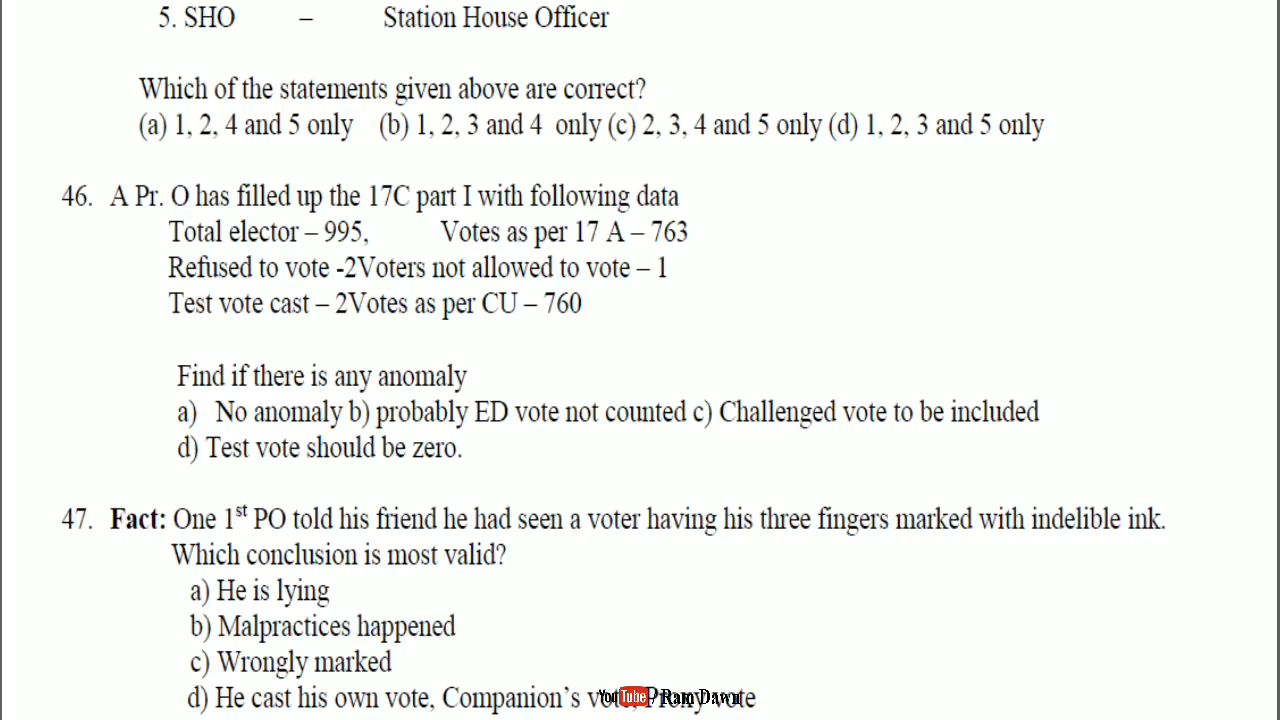 5. SHO – Station House Officer
Which of the statements given above are correct?
(a) 1, 2, 4 and 5 only (b) 1, 2, 3 and 4 only (c) 2, 3, 4 and 5 only (d) 1, 2, 3 and 5 only
46. A Pr. O has filled up the 17C part I with following data
Total elector – 995, Votes as per 17 A – 763
Refused to vote -2Voters not allowed to vote – 1
Test vote cast – 2Votes as per CU – 760
Find if there is any anomaly
a) No anomaly b) probably ED vote not counted c) Challenged vote to be included
d) Test vote should be zero.
47. Fact: One 1st PO told his friend he had seen a voter having his three fingers marked with indelible ink.
Which conclusion is most valid?
a) He is lying
b) Malpractices happened
c) Wrongly marked
d) He cast his own vote, Companion's vote, Proxy vote
YouTube / Ram Dawn